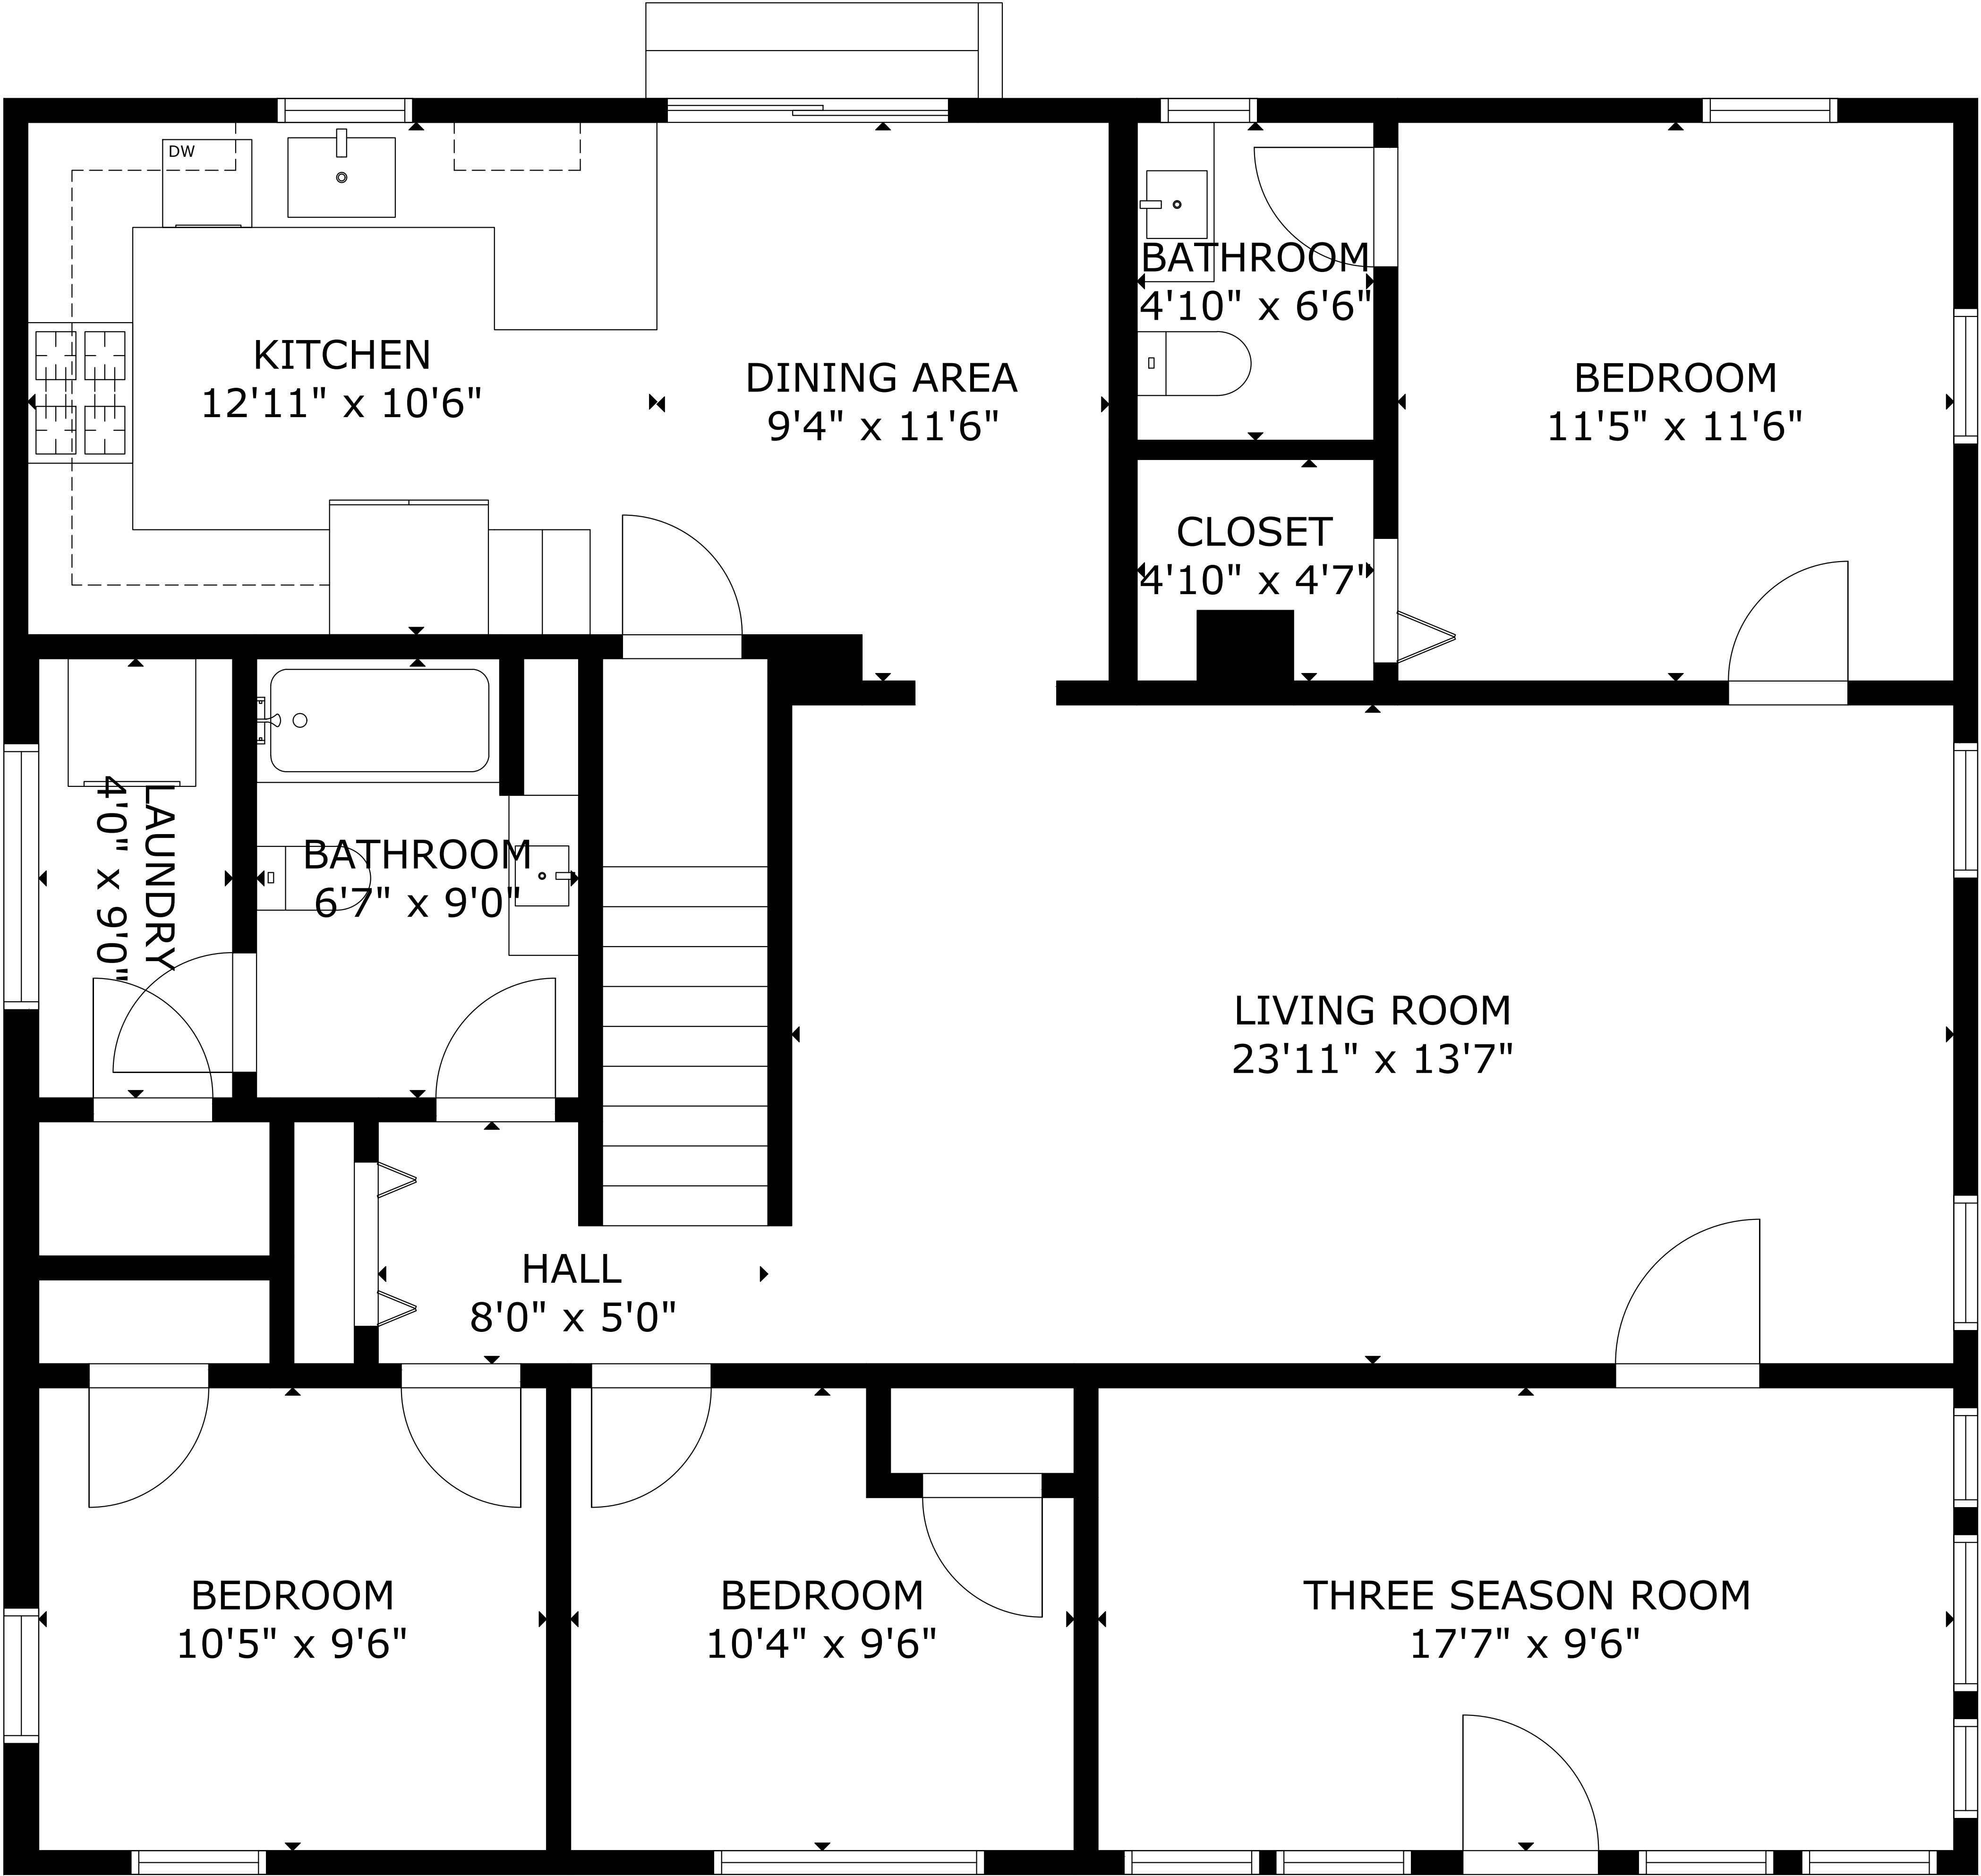 DW
BATHROOM
4'10" x 6'6"
KITCHEN
12'11" x 10'6"
DINING AREA
9'4" x 11'6"
BEDROOM
11'5" x 11'6"
CLOSET
4'10" x 4'7"
LAUNDRY
4'0" x 9'0"
BATHROOM
6'7" x 9'0"
LIVING ROOM
23'11" x 13'7"
HALL
8'0" x 5'0"
BEDROOM
10'5" x 9'6"
BEDROOM
10'4" x 9'6"
THREE SEASON ROOM
17'7" x 9'6"